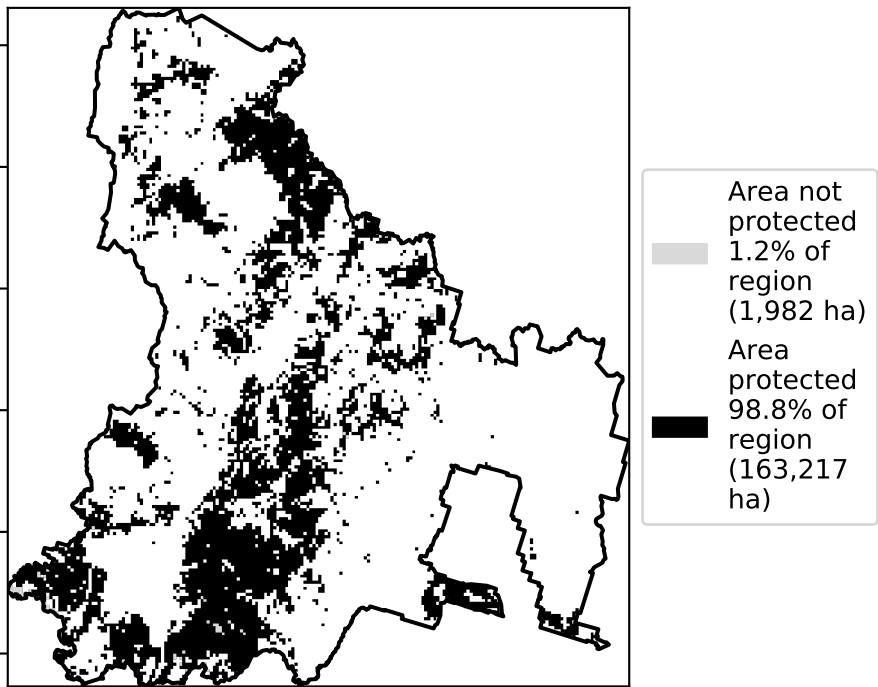 Area not
protected
1.2% of
region
(1,982 ha)
Area
protected
98.8% of
region
(163,217
ha)